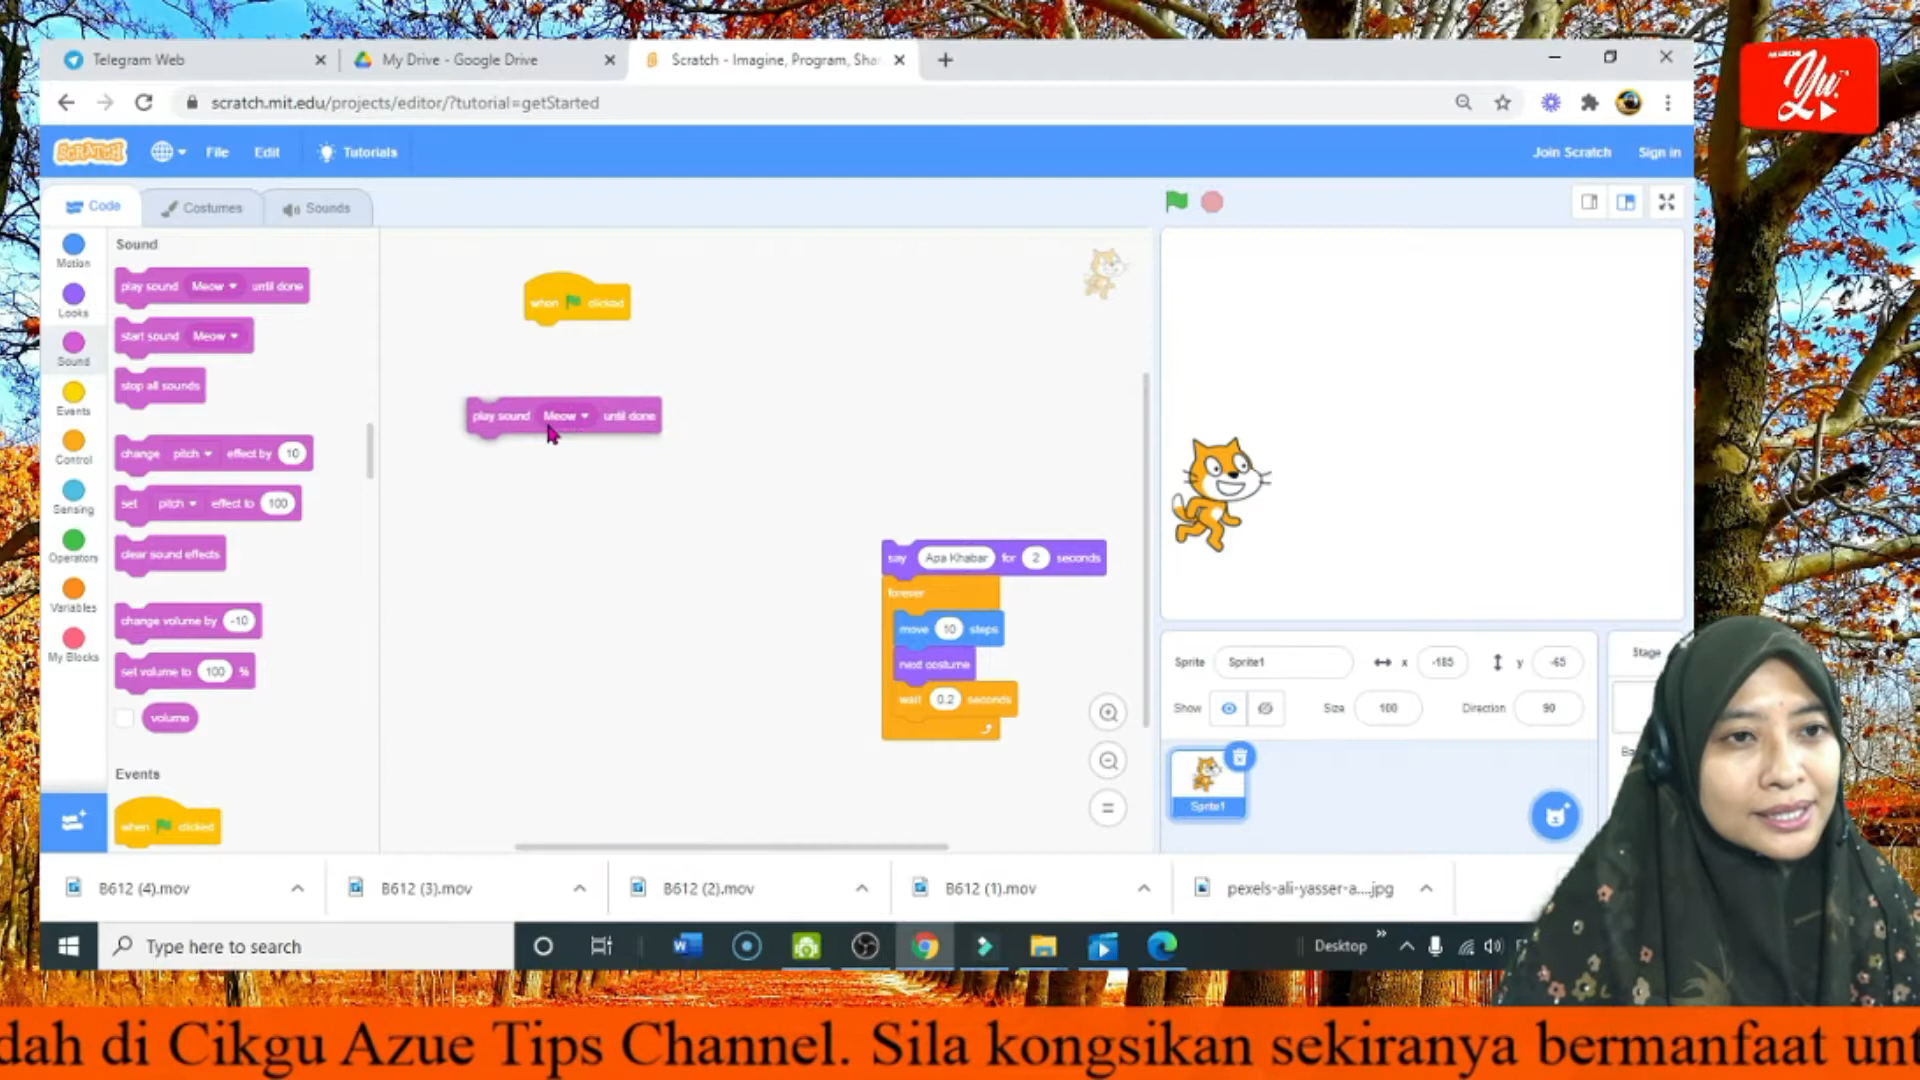 Telegram Web
My Drive - Google Drive
Scratch - Imagine, Program, Sha
scratch.mit.edu/projects/editor/?tutorial=getStarted
SCRATCH
File
Edit
Tutorials
Join Scratch
Sign in
Code
Costumes
Sounds
Motion
Looks
Sound
Events
Control
Sensing
Operators
Variables
My Blocks
Sound
play sound Meow until done
start sound Meow
stop all sounds
change pitch effect by 10
set pitch effect to 100
clear sound effects
change volume by -10
set volume to 100 %
volume
Events
when clicked
when clicked
play sound Meow until done
say Apa Khabar for 2 seconds
forever
move 10 steps
next costume
wait 0.2 seconds
Sprite Sprite1 x -185 y -65
Show Size 100 Direction 90
Sprite1
Stage
B612 (4).mov
B612 (3).mov
B612 (2).mov
B612 (1).mov
pexels-ali-yasser-a....jpg
Type here to search
Desktop
dah di Cikgu Azue Tips Channel. Sila kongsikan sekiranya bermanfaat unt